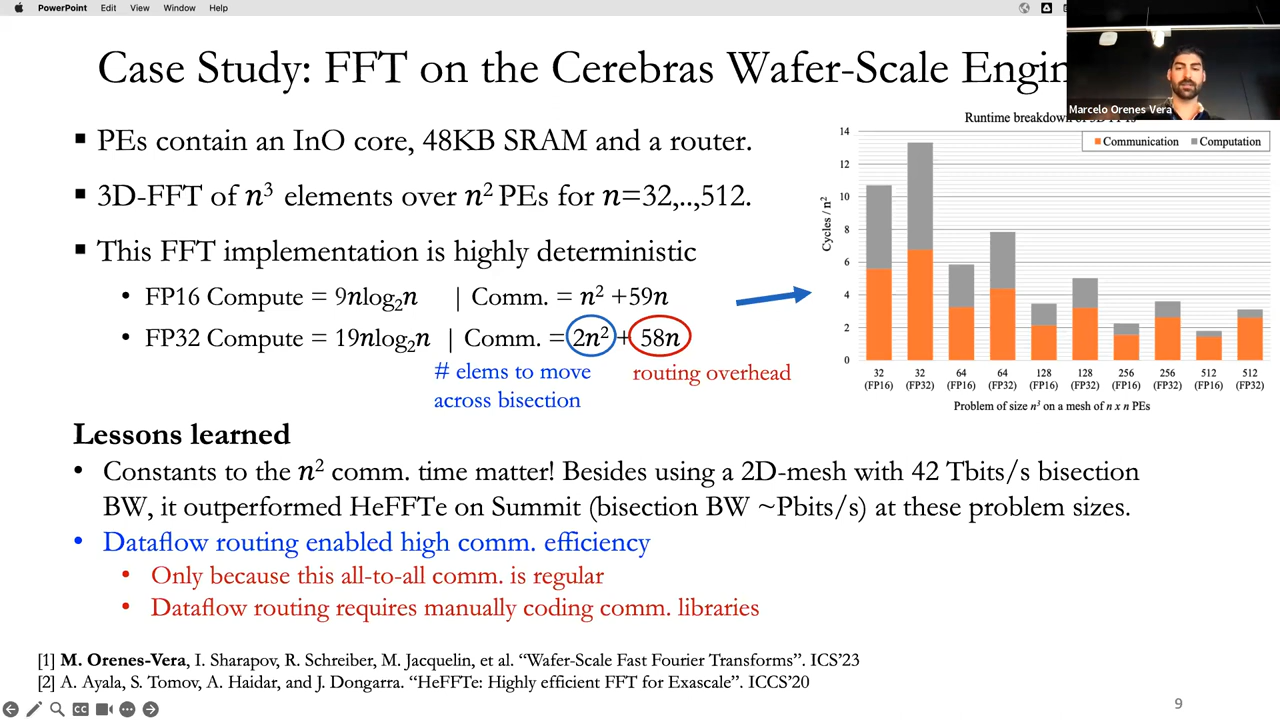 PowerPoint Edit View Window Help
Case Study: FFT on the Cerebras Wafer-Scale Engin
Marcelo Orenes Vera
▪ PEs contain an InO core, 48KB SRAM and a router.
▪ 3D-FFT of n³ elements over n² PEs for n=32,..,512.
▪ This FFT implementation is highly deterministic
• FP16 Compute = 9nlog₂n | Comm. = n² +59n
• FP32 Compute = 19nlog₂n | Comm. = 2n² + 58n
# elems to move
across bisection
routing overhead
Runtime breakdown
Communication Computation
Cycles / n²
14
12
10
8
6
4
2
0
32 32 64 64 128 128 256 256 512 512
(FP16) (FP32) (FP16) (FP32) (FP16) (FP32) (FP16) (FP32) (FP16) (FP32)
Problem of size n³ on a mesh of n x n PEs
Lessons learned
• Constants to the n² comm. time matter! Besides using a 2D-mesh with 42 Tbits/s bisection
BW, it outperformed HeFFTe on Summit (bisection BW ~Pbits/s) at these problem sizes.
• Dataflow routing enabled high comm. efficiency
• Only because this all-to-all comm. is regular
• Dataflow routing requires manually coding comm. libraries
[1] M. Orenes-Vera, I. Sharapov, R. Schreiber, M. Jacquelin, et al. “Wafer-Scale Fast Fourier Transforms”. ICS’23
[2] A. Ayala, S. Tomov, A. Haidar, and J. Dongarra. “HeFFTe: Highly efficient FFT for Exascale”. ICCS’20
9